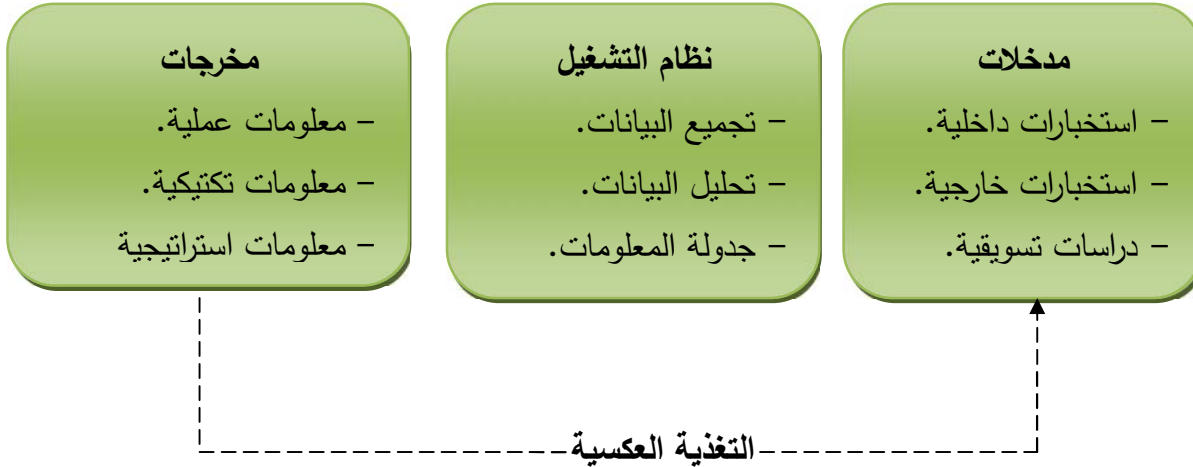 مدخلات
– استخبارات داخلية.
– استخبارات خارجية.
– دراسات تسويقية.
نظام التشغيل
– تجميع البيانات.
– تحليل البيانات.
– جدولة المعلومات.
مخرجات
– معلومات عملية.
– معلومات تكتيكية.
– معلومات استراتيجية
التغذية العكسية